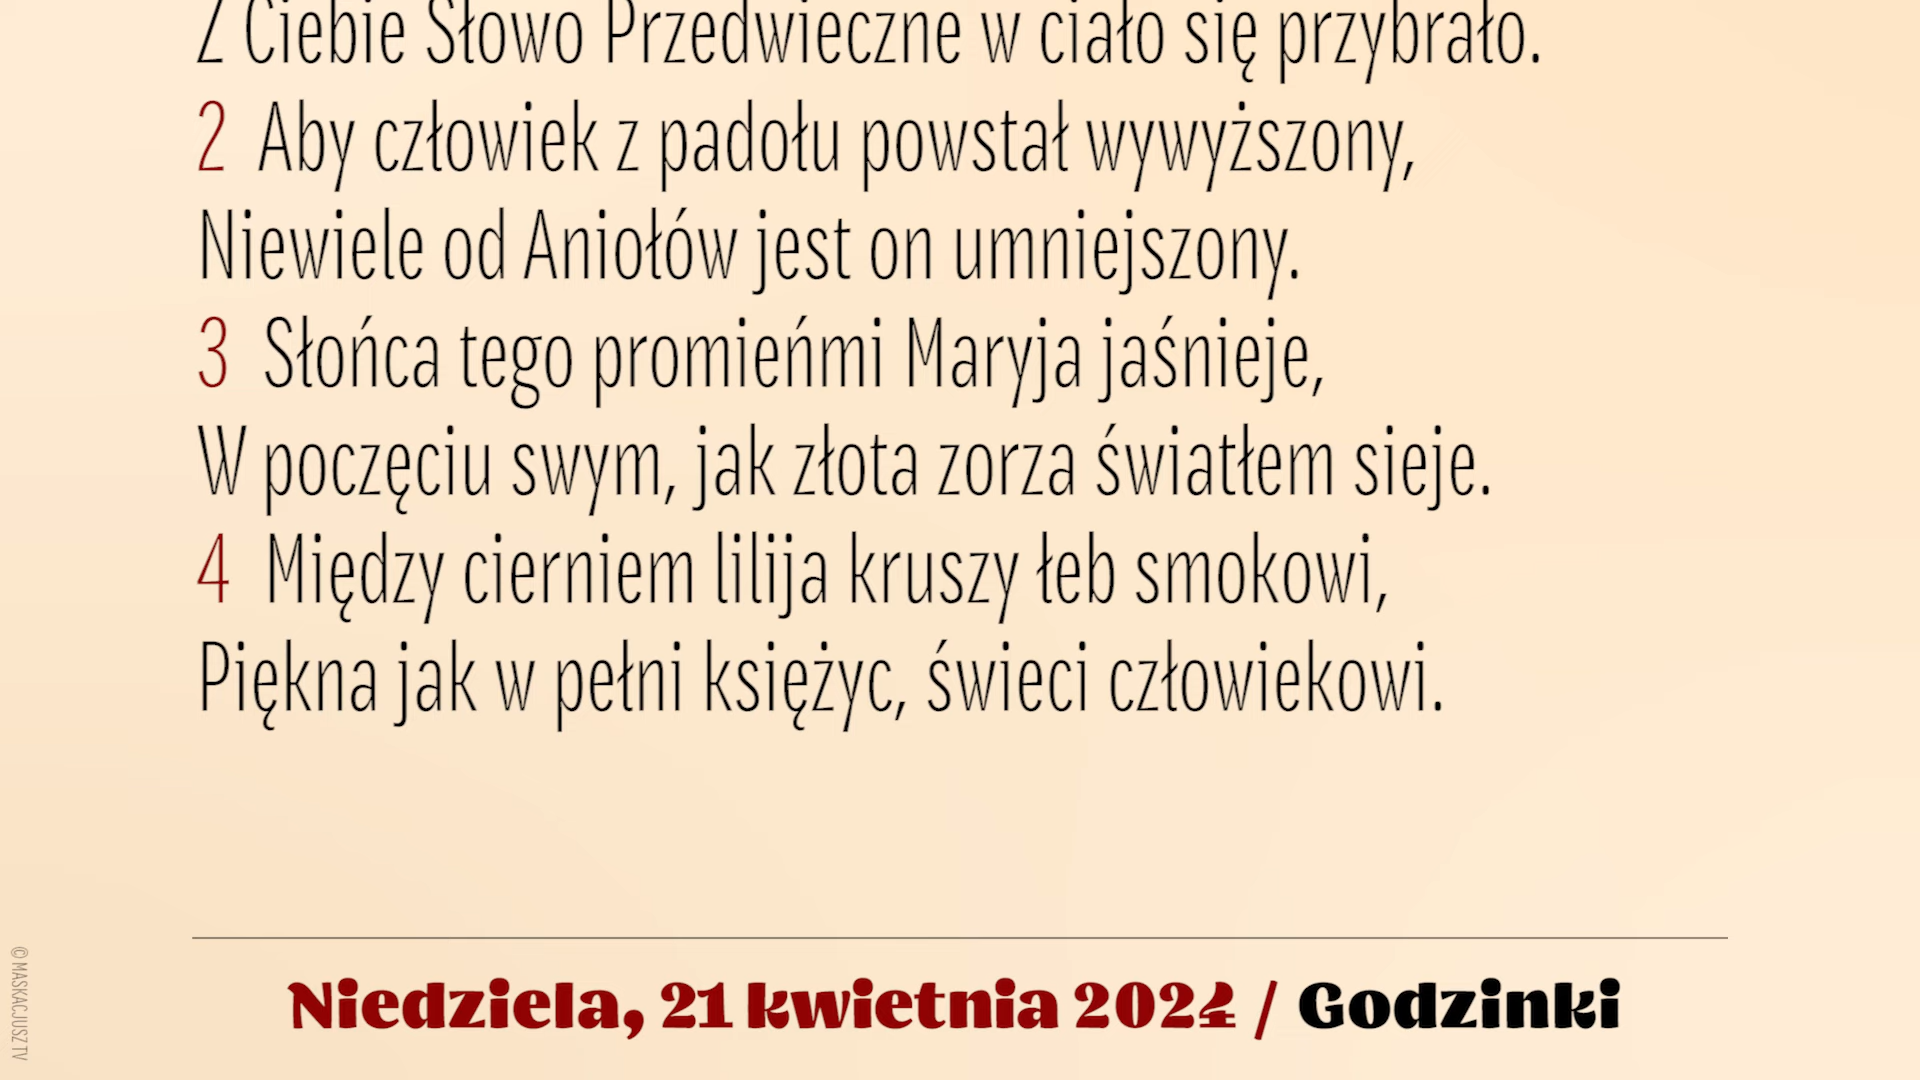 Z Ciebie Słowo Przedwieczne w ciało się przybrało.
2 Aby człowiek z padołu powstał wywyższony,
Niewiele od Aniołów jest on umniejszony.
3 Słońca tego promieńmi Maryja jaśnieje,
W poczęciu swym, jak złota zorza światłem sieje.
4 Między cierniem lilija kruszy łeb smokowi,
Piękna jak w pełni księżyc, świeci człowiekowi.
© MASKACJUSZ TV
Niedziela, 21 kwietnia 2024 / Godzinki